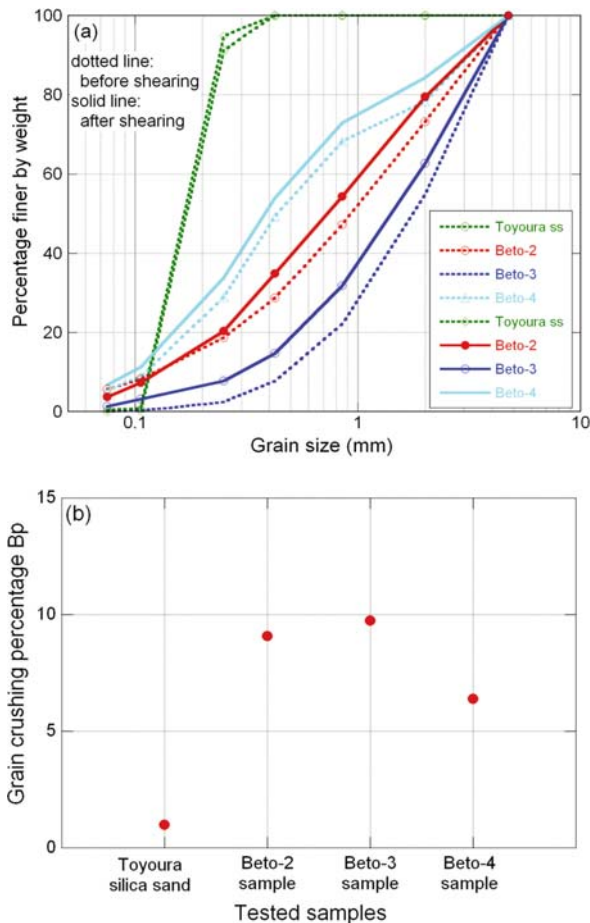 (a)
dotted line:
before shearing
solid line:
after shearing
100
80
60
40
20
0
Percentage finer by weight
Toyoura ss
Beto-2
Beto-3
Beto-4
Toyoura ss
Beto-2
Beto-3
Beto-4
0.1
1
10
Grain size (mm)
(b)
15
10
5
0
Grain crushing percentage Bp
Toyoura
silica sand
Beto-2
sample
Beto-3
sample
Beto-4
sample
Tested samples